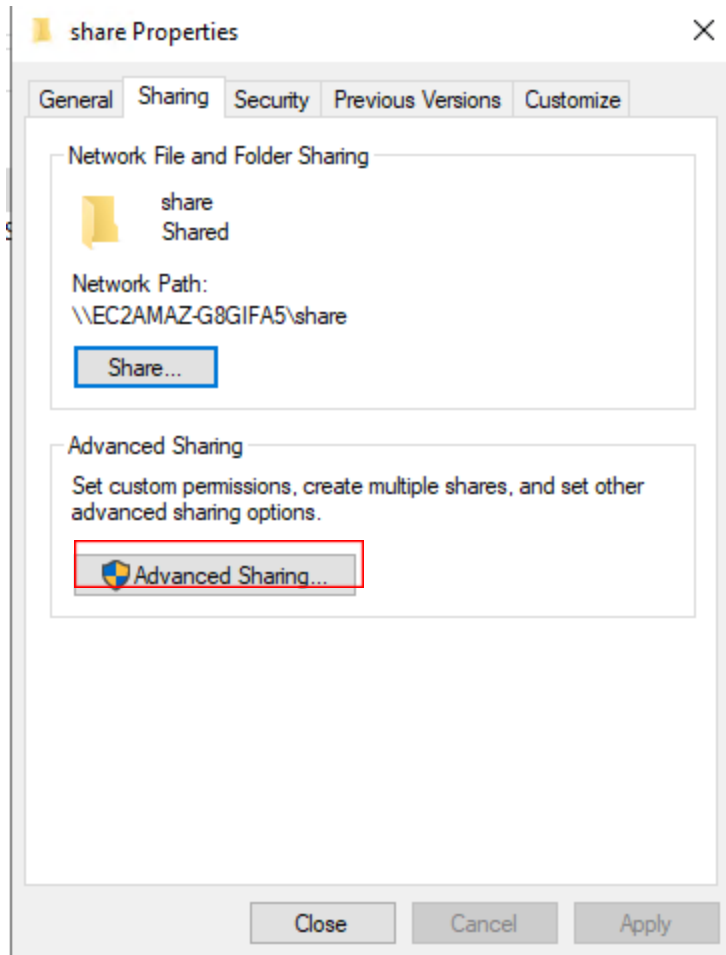 share Properties
General
Sharing
Security
Previous Versions
Customize
Network File and Folder Sharing
share
Shared
Network Path:
\\EC2AMAZ-G8GIFA5\share
Share...
Advanced Sharing
Set custom permissions, create multiple shares, and set other
advanced sharing options.
Advanced Sharing...
Close
Cancel
Apply